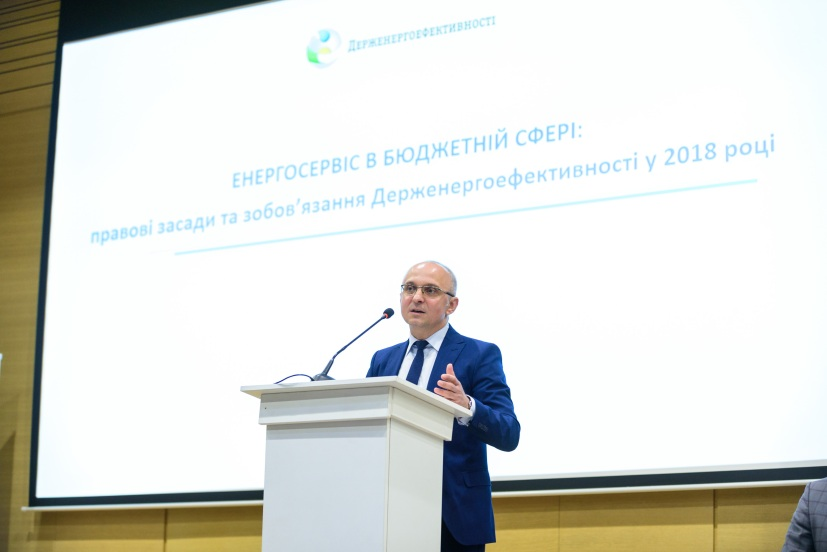 ДЕРЖЕНЕРГОЕФЕКТИВНОСТІ
ЕНЕРГОСЕРВІС В БЮДЖЕТНІЙ СФЕРІ:
правові засади та зобов’язання Держенергоефективності у 2018 році